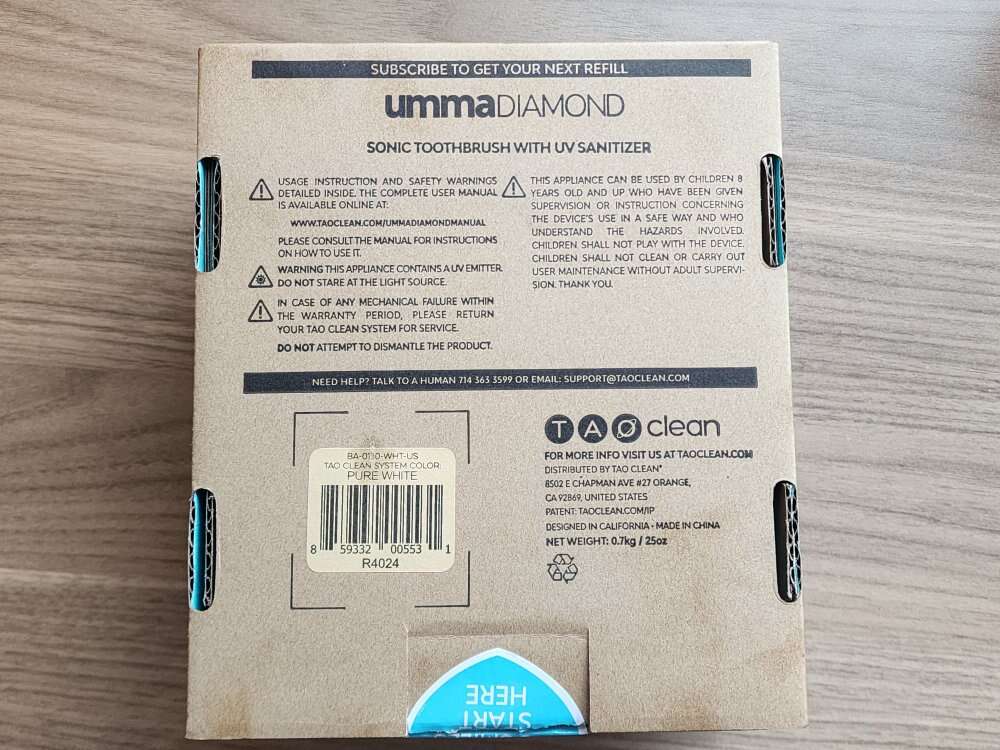 SUBSCRIBE TO GET YOUR NEXT REFILL
ummaDIAMOND
SONIC TOOTHBRUSH WITH UV SANITIZER
USAGE INSTRUCTION AND SAFETY WARNINGS
DETAILED INSIDE. THE COMPLETE USER MANUAL
IS AVAILABLE ONLINE AT:
WWW.TAOCLEAN.COM/UMMADIAMONDMANUAL
PLEASE CONSULT THE MANUAL FOR INSTRUCTIONS
ON HOW TO USE IT.
WARNING THIS APPLIANCE CONTAINS A UV EMITTER.
DO NOT STARE AT THE LIGHT SOURCE.
IN CASE OF ANY MECHANICAL FAILURE WITHIN
THE WARRANTY PERIOD, PLEASE RETURN
YOUR TAO CLEAN SYSTEM FOR SERVICE.
DO NOT ATTEMPT TO DISMANTLE THE PRODUCT.
THIS APPLIANCE CAN BE USED BY CHILDREN 8
YEARS OLD AND UP WHO HAVE BEEN GIVEN
SUPERVISION OR INSTRUCTION CONCERNING
THE DEVICE'S USE IN A SAFE WAY AND WHO
UNDERSTAND THE HAZARDS INVOLVED.
CHILDREN SHALL NOT PLAY WITH THE DEVICE.
CHILDREN SHALL NOT CLEAN OR CARRY OUT
USER MAINTENANCE WITHOUT ADULT SUPERVI-
SION. THANK YOU.
NEED HELP? TALK TO A HUMAN 714 363 3599 OR EMAIL: SUPPORT@TAOCLEAN.COM
BA-0110-WHT-US
TAO CLEAN SYSTEM COLOR:
PURE WHITE
8 59332 00553 1
R4024
TAO clean
FOR MORE INFO VISIT US AT TAOCLEAN.COM
DISTRIBUTED BY TAO CLEAN®
8502 E CHAPMAN AVE #27 ORANGE,
CA 92869, UNITED STATES
PATENT: TAOCLEAN.COM/IP
DESIGNED IN CALIFORNIA • MADE IN CHINA
NET WEIGHT: 0.7kg / 25oz
START
HERE